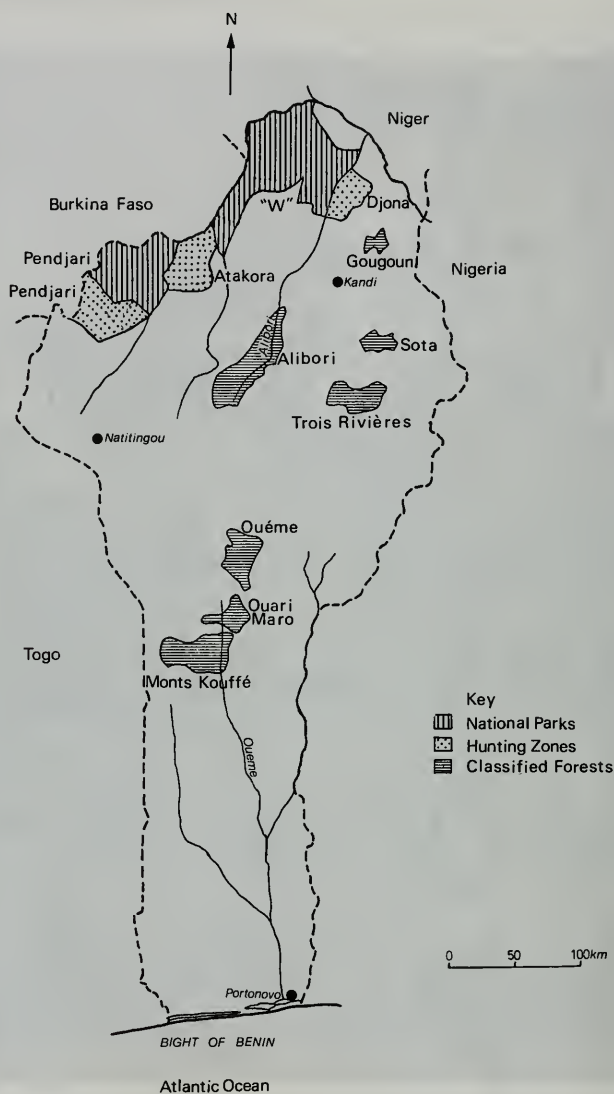 N
Niger
Burkina Faso
"W"
Djona
Pendjari
Gougoun
Nigeria
Pendjari
Atakora
Kandi
Alibori
Alibori
Sota
Trois Rivières
Natitingou
Ouéme
Ouari
Maro
Togo
Monts Kouffé
Key
National Parks
Hunting Zones
Classified Forests
Oueme
0 50 100km
Portonovo
BIGHT OF BENIN
Atlantic Ocean